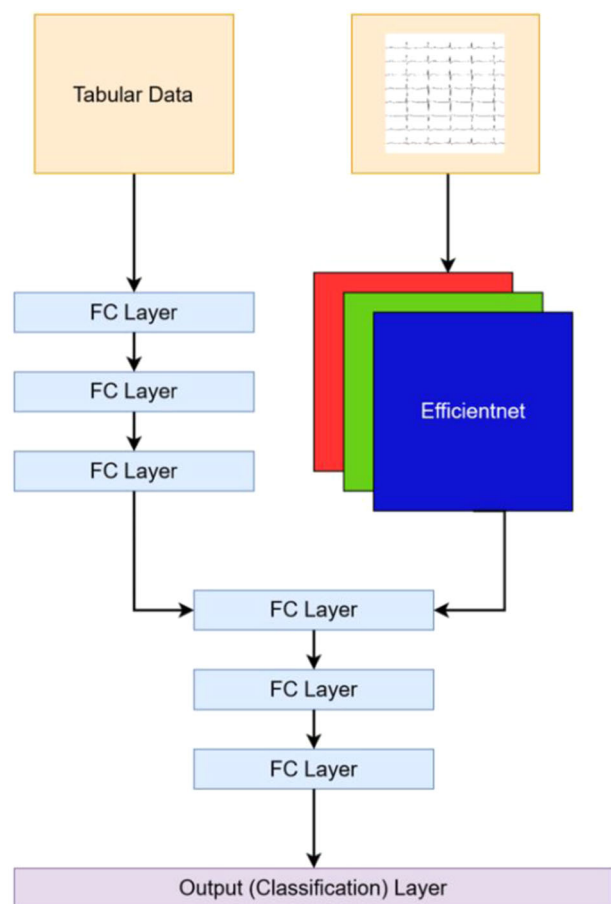 Tabular Data
FC Layer
FC Layer
FC Layer
Efficientnet
FC Layer
FC Layer
FC Layer
Output (Classification) Layer